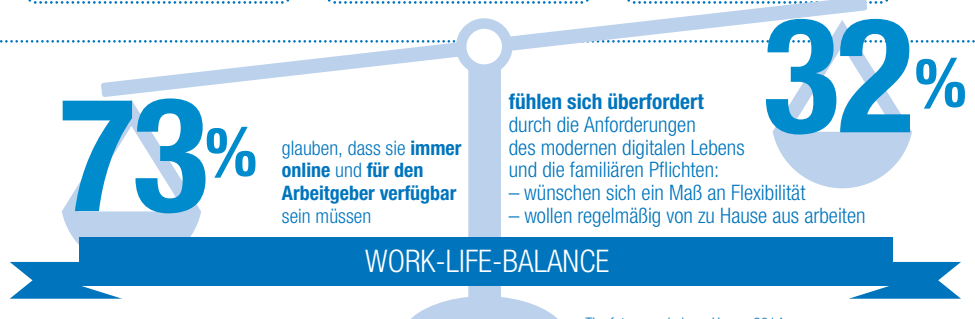 73%
glauben, dass sie immer
online und für den
Arbeitgeber verfügbar
sein müssen
32%
fühlen sich überfordert
durch die Anforderungen
des modernen digitalen Lebens
und die familiären Pflichten:
– wünschen sich ein Maß an Flexibilität
– wollen regelmäßig von zu Hause aus arbeiten
WORK-LIFE-BALANCE